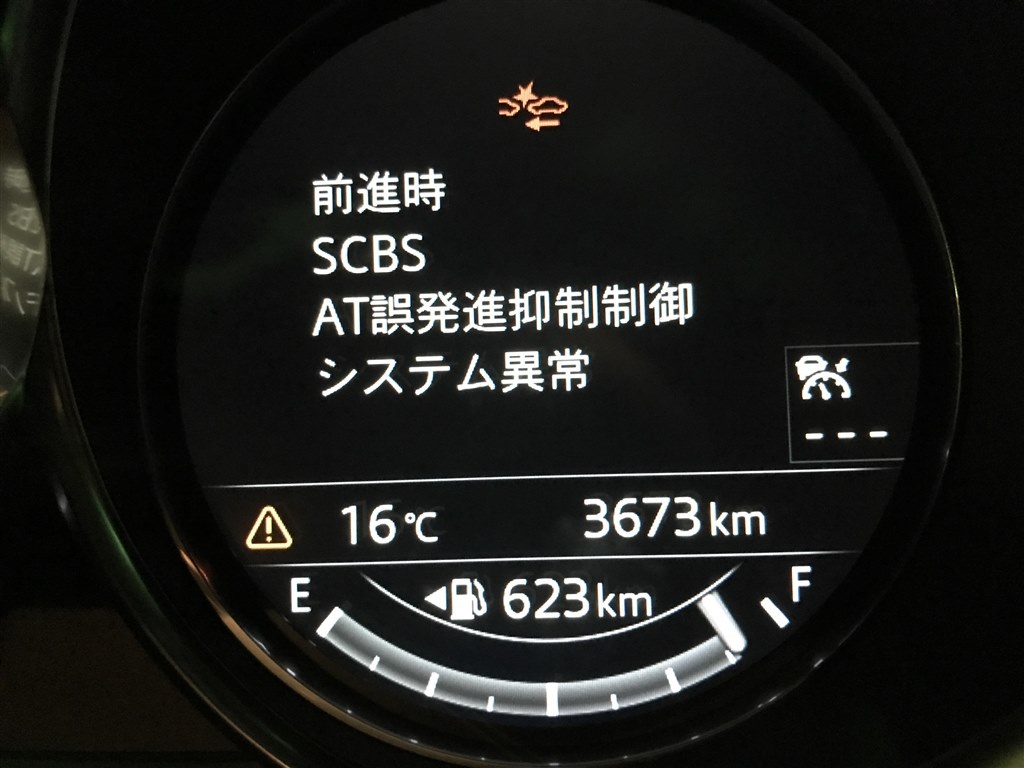 前進時
SCBS
AT誤発進抑制制御
システム異常
---
16℃ 3673km
E 623km F